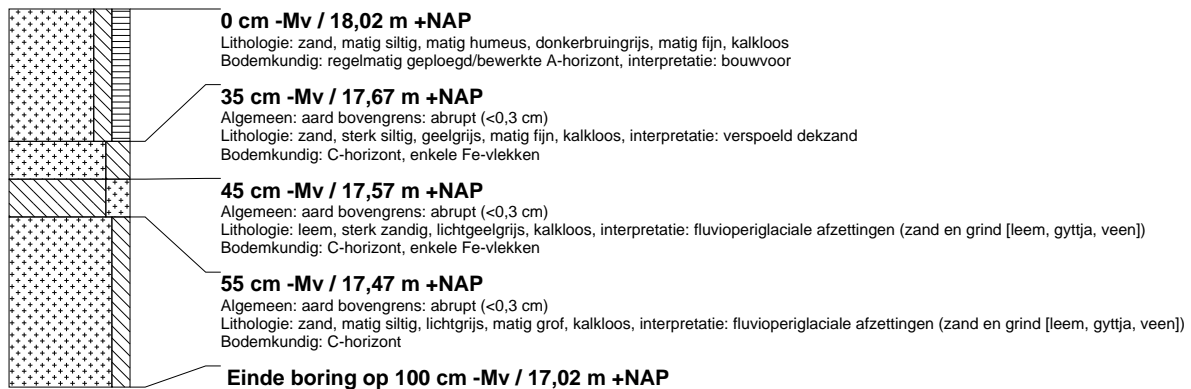 0 cm -Mv / 18,02 m +NAP
Lithologie: zand, matig siltig, matig humeus, donkerbruingrijs, matig fijn, kalkloos
Bodemkundig: regelmatig geploegd/bewerkte A-horizont, interpretatie: bouwvoor
35 cm -Mv / 17,67 m +NAP
Algemeen: aard bovengrens: abrupt (<0,3 cm)
Lithologie: zand, sterk siltig, geelgrijs, matig fijn, kalkloos, interpretatie: verspoeld dekzand
Bodemkundig: C-horizont, enkele Fe-vlekken
45 cm -Mv / 17,57 m +NAP
Algemeen: aard bovengrens: abrupt (<0,3 cm)
Lithologie: leem, sterk zandig, lichtgeelgrijs, kalkloos, interpretatie: fluvioperiglaciale afzettingen (zand en grind [leem, gyttja, veen])
Bodemkundig: C-horizont, enkele Fe-vlekken
55 cm -Mv / 17,47 m +NAP
Algemeen: aard bovengrens: abrupt (<0,3 cm)
Lithologie: zand, matig siltig, lichtgrijs, matig grof, kalkloos, interpretatie: fluvioperiglaciale afzettingen (zand en grind [leem, gyttja, veen])
Bodemkundig: C-horizont
Einde boring op 100 cm -Mv / 17,02 m +NAP